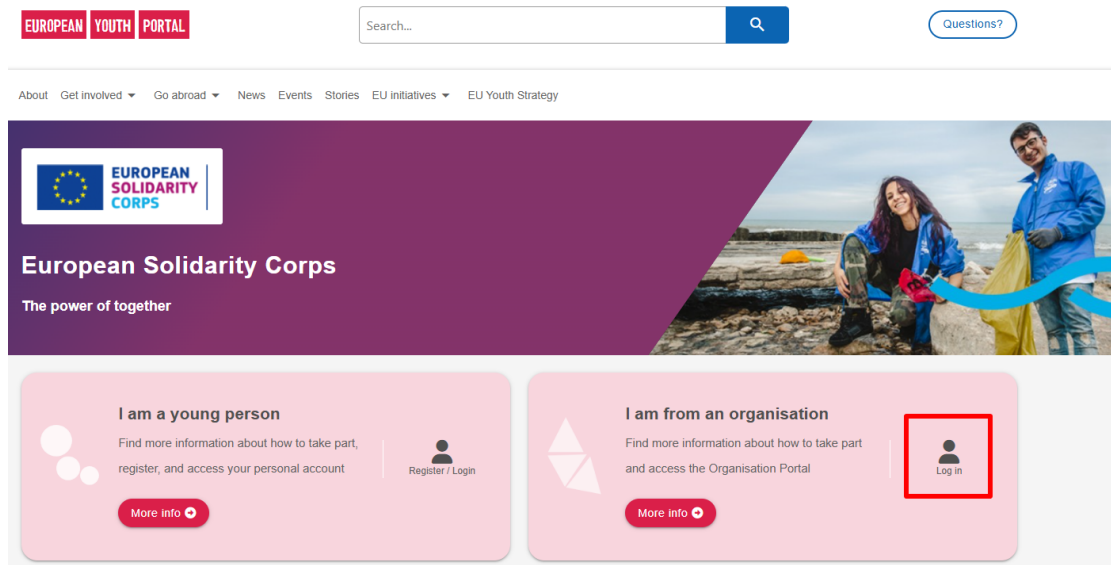 EUROPEAN YOUTH PORTAL
Search...
Questions?
About Get involved Go abroad News Events Stories EU initiatives EU Youth Strategy
EUROPEAN
SOLIDARITY
CORPS
European Solidarity Corps
The power of together
I am a young person
Find more information about how to take part,
register, and access your personal account
Register / Login
More info
I am from an organisation
Find more information about how to take part
and access the Organisation Portal
Log in
More info